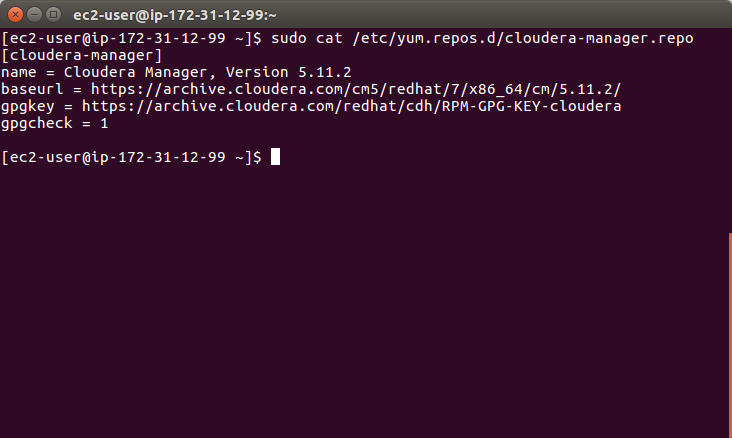 ec2-user@ip-172-31-12-99:~
[ec2-user@ip-172-31-12-99 ~]$ sudo cat /etc/yum.repos.d/cloudera-manager.repo
[cloudera-manager]
name = Cloudera Manager, Version 5.11.2
baseurl = https://archive.cloudera.com/cm5/redhat/7/x86_64/cm/5.11.2/
gpgkey = https://archive.cloudera.com/redhat/cdh/RPM-GPG-KEY-cloudera
gpgcheck = 1
[ec2-user@ip-172-31-12-99 ~]$